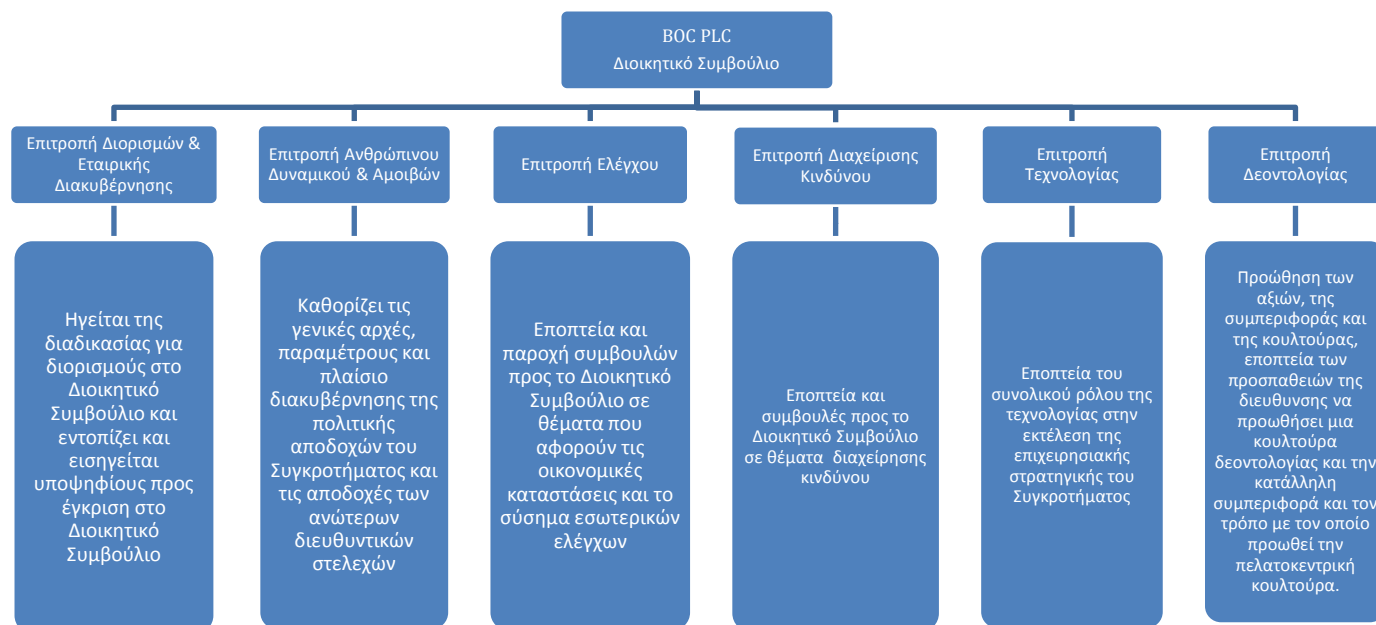 BOC PLC
Διοικητικό Συμβούλιο
Επιτροπή Διορισμών &
Εταιρικής
Διακυβέρνησης
Επιτροπή Ανθρώπινου
Δυναμικού & Αμοιβών
Επιτροπή Ελέγχου
Επιτροπή Διαχείρισης
Κινδύνου
Επιτροπή
Τεχνολογίας
Επιτροπή
Δεοντολογίας
Ηγείται της
διαδικασίας για
διορισμούς στο
Διοικητικό
Συμβούλιο και
εντοπίζει και
εισηγείται
υποψηφίους προς
έγκριση στο
Διοικητικό
Συμβούλιο
Καθορίζει τις
γενικές αρχές,
παραμέτρους και
πλαίσιο
διακυβέρνησης της
πολιτικής
αποδοχών του
Συγκροτήματος και
τις αποδοχές των
ανώτερων
διευθυντικών
στελεχών
Εποπτεία και
παροχή συμβουλών
προς το Διοικητικό
Συμβούλιο σε
θέματα που
αφορούν τις
οικονομικές
καταστάσεις και το
σύσημα εσωτερικών
ελέγχων
Εποπτεία και
συμβουλές προς το
Διοικητικό Συμβούλιο
σε θέματα διαχείρησης
κινδύνου
Εποπτεία του
συνολικού ρόλου της
τεχνολογίας στην
εκτέλεση της
επιχειρησιακής
στρατηγικής του
Συγκροτήματος
Προώθηση των
αξιών, της
συμπεριφοράς και
της κουλτούρας,
εποπτεία των
προσπαθειών της
διευθυνσης να
προωθήσει μια
κουλτούρα
δεοντολογίας και την
κατάλληλη
συμπεριφορά και τον
τρόπο με τον οποίο
προωθεί την
πελατοκεντρική
κουλτούρα.